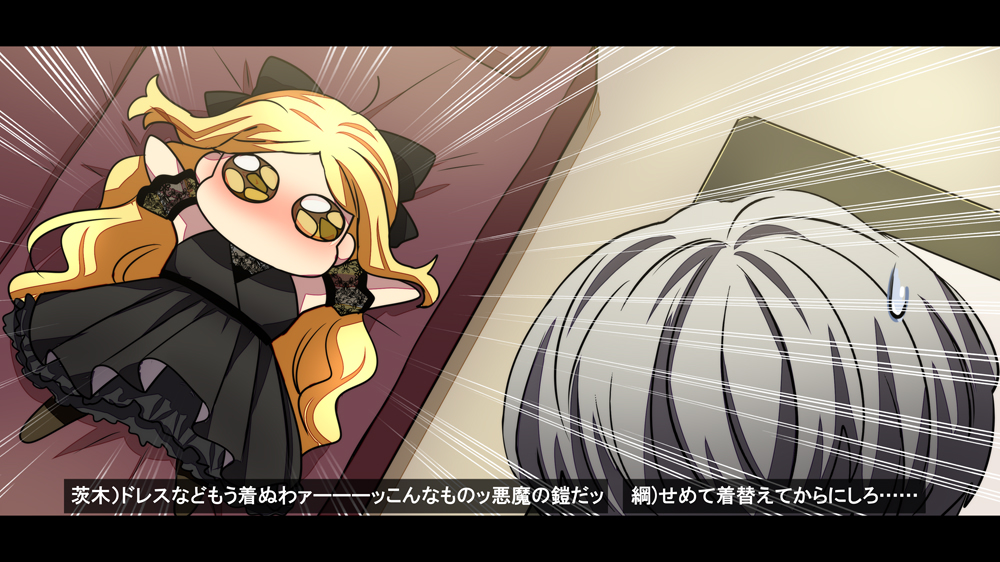 茨木)ドレスなどもう着ぬわァーーーッこんなものッ悪魔の鎧だッ
綱)せめて着替えてからにしろ……